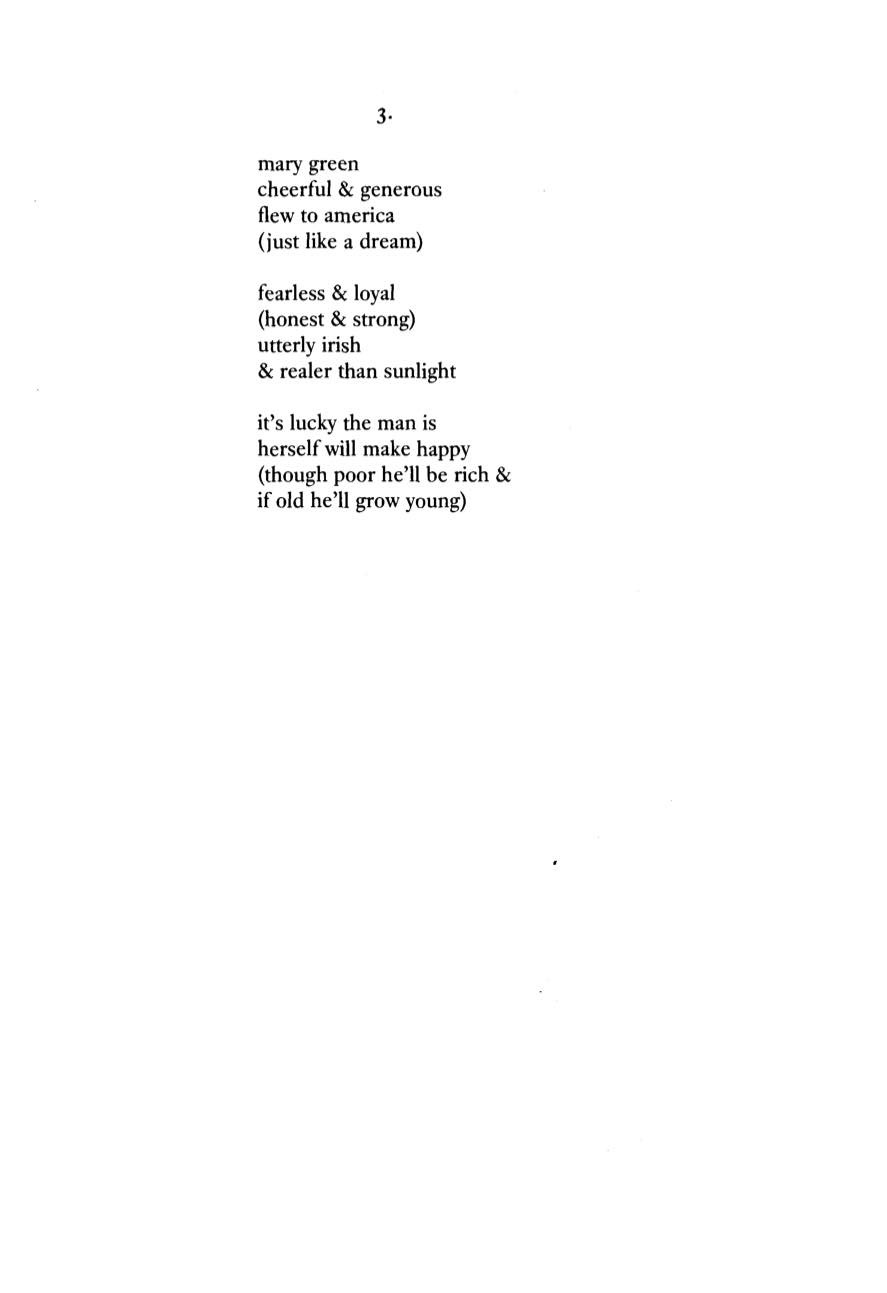 3.
mary green
cheerful & generous
flew to america
(just like a dream)
fearless & loyal
(honest & strong)
utterly irish
& realer than sunlight
it's lucky the man is
herself will make happy
(though poor he'll be rich &
if old he'll grow young)